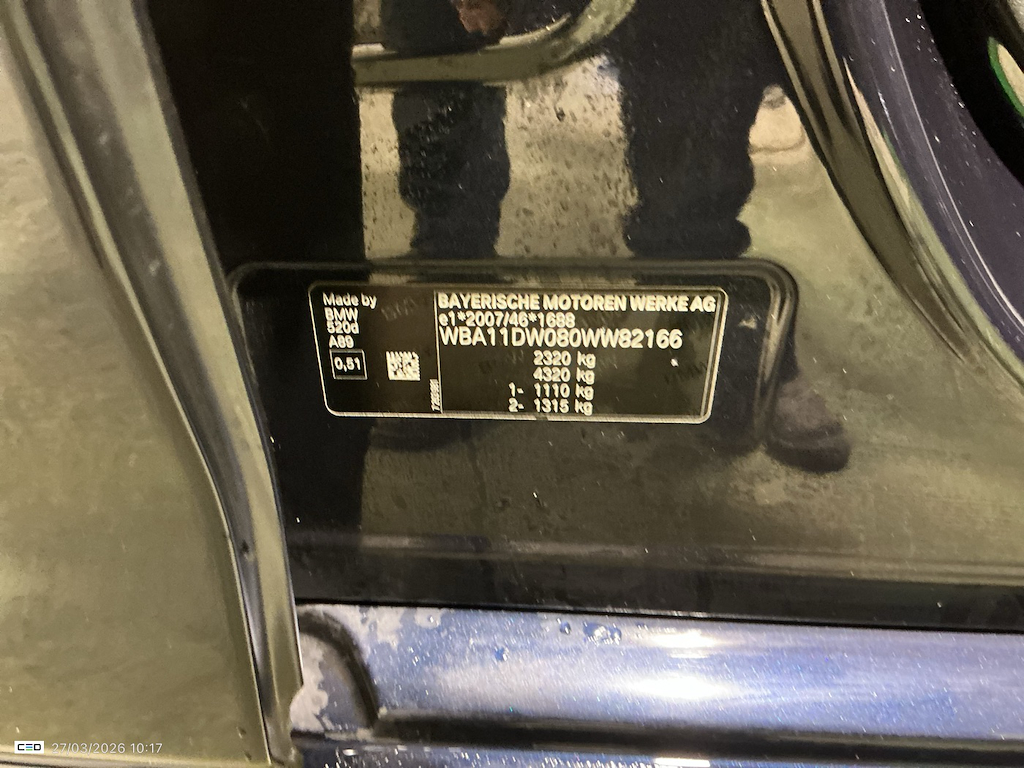 Made by
BMW
520d
A89
0,51
BAYERISCHE MOTOREN WERKE AG
e1*2007/46*1688
WBA11DW080WW82166
2320 kg
4320 kg
1- 1110 kg
2- 1315 kg
CEO 27/03/2026 10:17